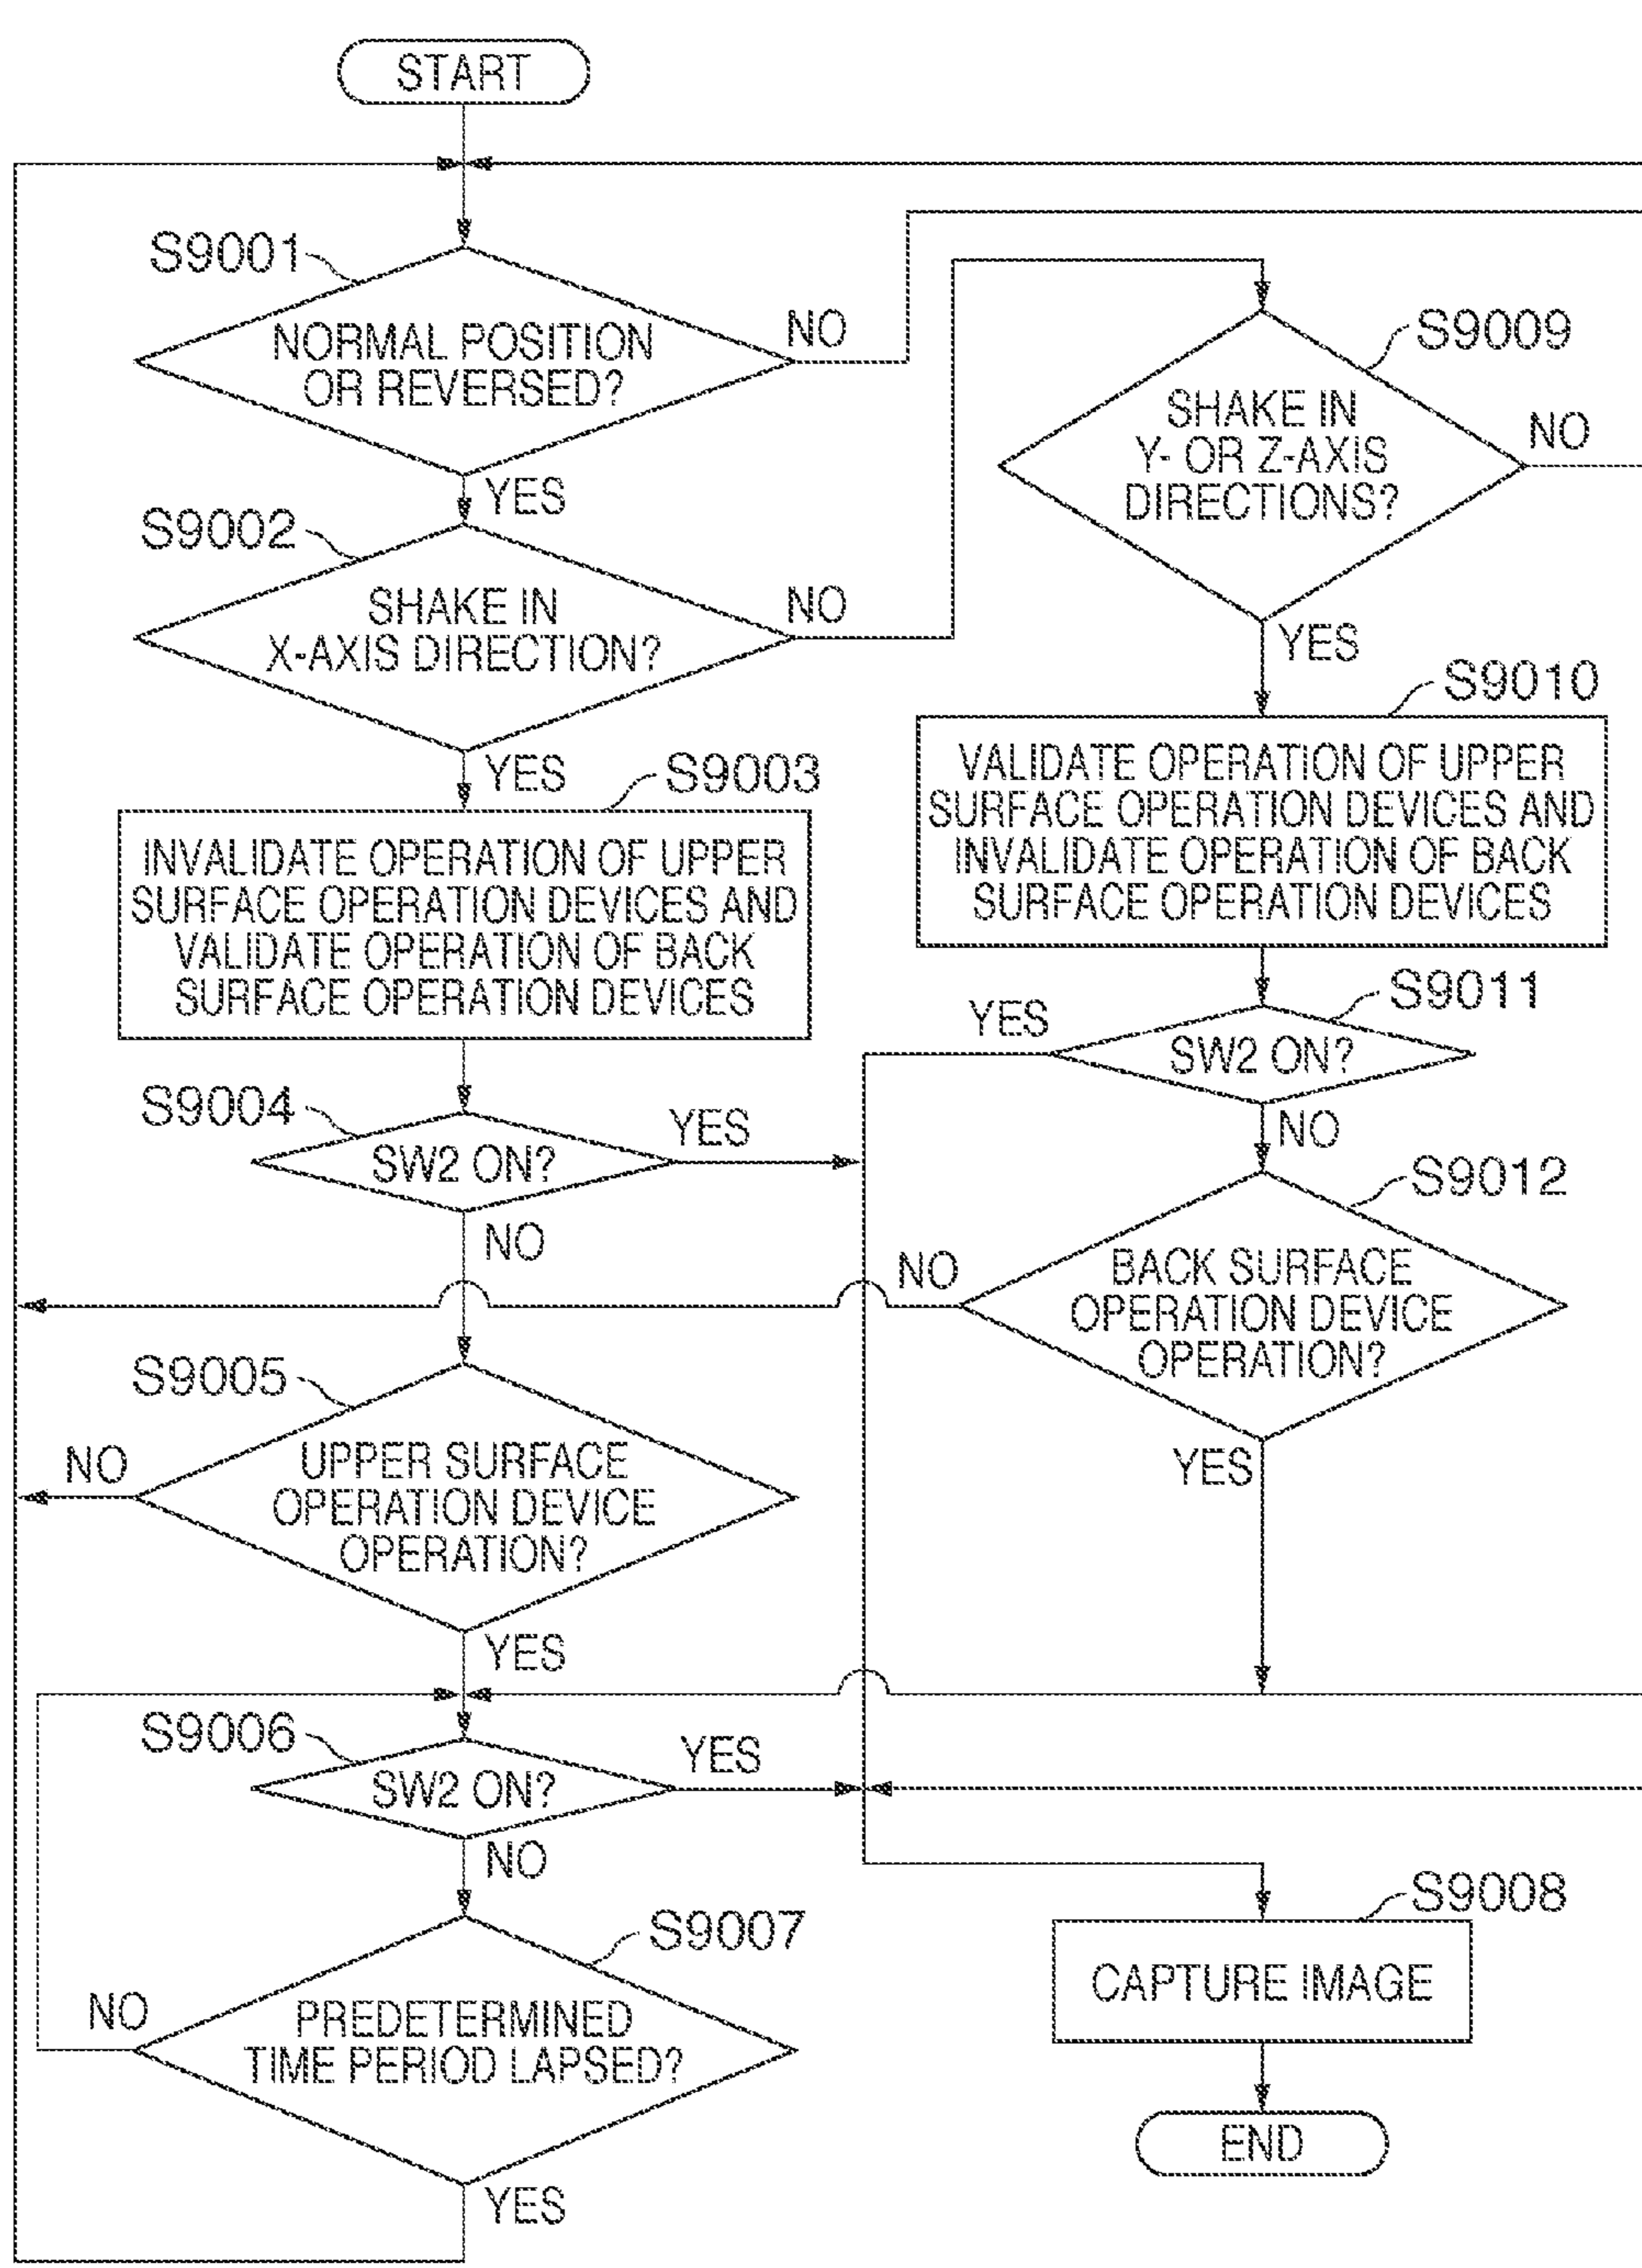 START
S9001
NORMAL POSITION
OR REVERSED?
NO
YES
S9002
SHAKE IN
X-AXIS DIRECTION?
NO
YES
S9003
INVALIDATE OPERATION OF UPPER
SURFACE OPERATION DEVICES AND
VALIDATE OPERATION OF BACK
SURFACE OPERATION DEVICES
S9004
SW2 ON?
YES
NO
S9005
UPPER SURFACE
OPERATION DEVICE
OPERATION?
NO
YES
S9006
SW2 ON?
YES
NO
S9007
PREDETERMINED
TIME PERIOD LAPSED?
NO
YES
S9009
SHAKE IN
Y- OR Z-AXIS
DIRECTIONS?
NO
YES
S9010
VALIDATE OPERATION OF UPPER
SURFACE OPERATION DEVICES AND
INVALIDATE OPERATION OF BACK
SURFACE OPERATION DEVICES
S9011
YES
SW2 ON?
NO
S9012
NO
BACK SURFACE
OPERATION DEVICE
OPERATION?
YES
S9008
CAPTURE IMAGE
END